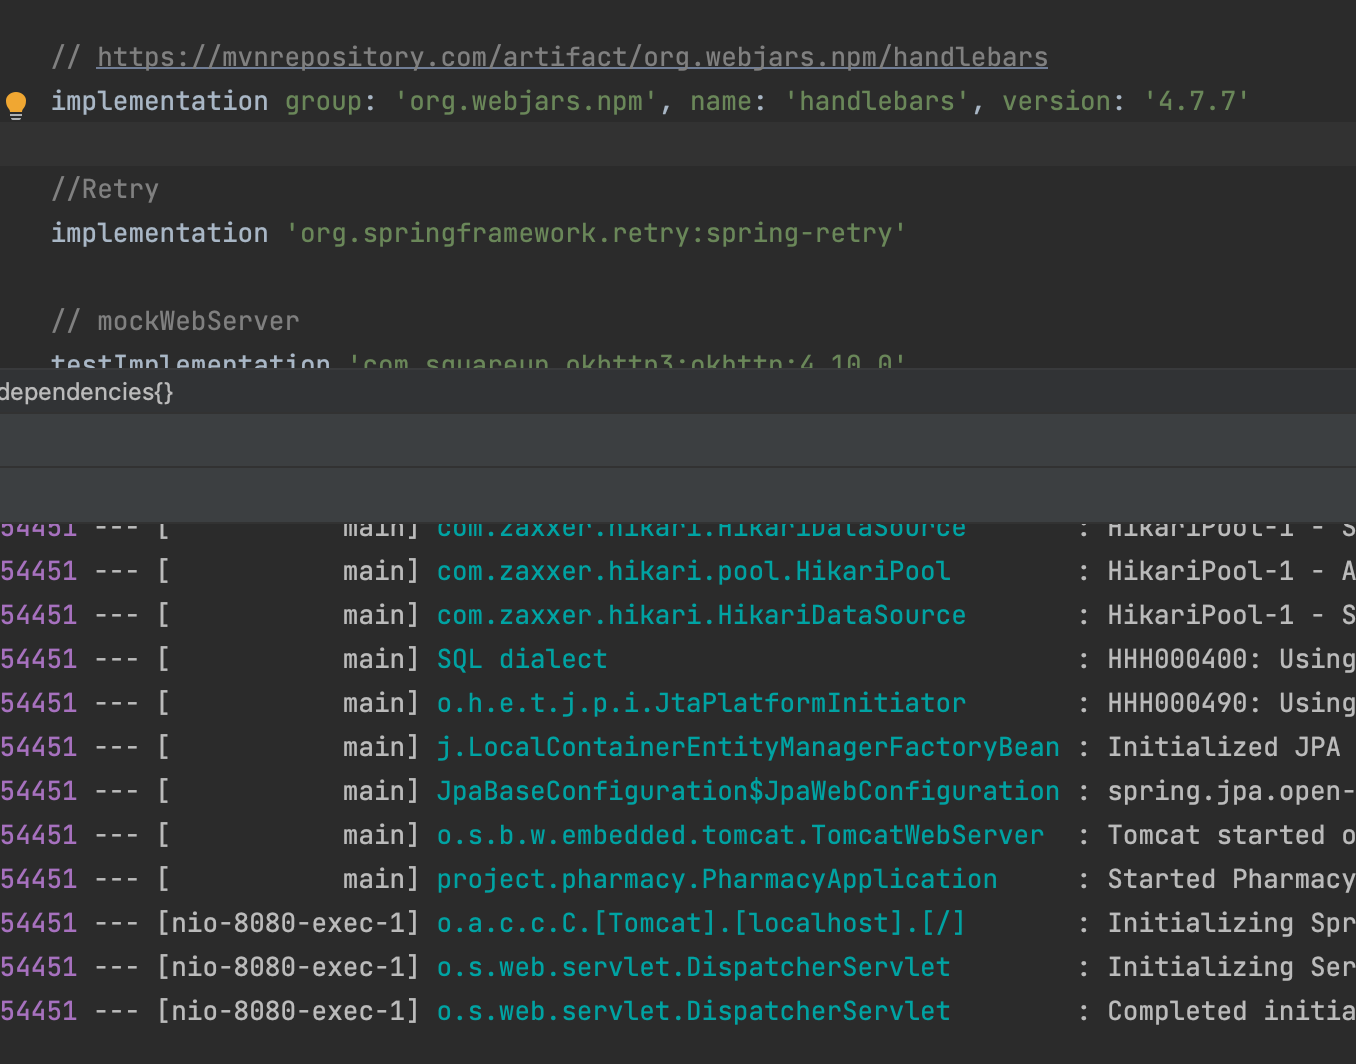 // https://mvnrepository.com/artifact/org.webjars.npm/handlebars
implementation group: 'org.webjars.npm', name: 'handlebars', version: '4.7.7'
//Retry
implementation 'org.springframework.retry:spring-retry'
// mockWebServer
testImplementation 'com.squareup.okhttp3:okhttp:4.10.0'
dependencies{}
54451 --- [ main] com.zaxxer.hikari.HikariDataSource : HikariPool-1 - S
54451 --- [ main] com.zaxxer.hikari.pool.HikariPool : HikariPool-1 - A
54451 --- [ main] com.zaxxer.hikari.HikariDataSource : HikariPool-1 - S
54451 --- [ main] SQL dialect : HHH000400: Using
54451 --- [ main] o.h.e.t.j.p.i.JtaPlatformInitiator : HHH000490: Using
54451 --- [ main] j.LocalContainerEntityManagerFactoryBean : Initialized JPA
54451 --- [ main] JpaBaseConfiguration$JpaWebConfiguration : spring.jpa.open-
54451 --- [ main] o.s.b.w.embedded.tomcat.TomcatWebServer : Tomcat started o
54451 --- [ main] project.pharmacy.PharmacyApplication : Started Pharmacy
54451 --- [nio-8080-exec-1] o.a.c.c.C.[Tomcat].[localhost].[/] : Initializing Spr
54451 --- [nio-8080-exec-1] o.s.web.servlet.DispatcherServlet : Initializing Ser
54451 --- [nio-8080-exec-1] o.s.web.servlet.DispatcherServlet : Completed initia